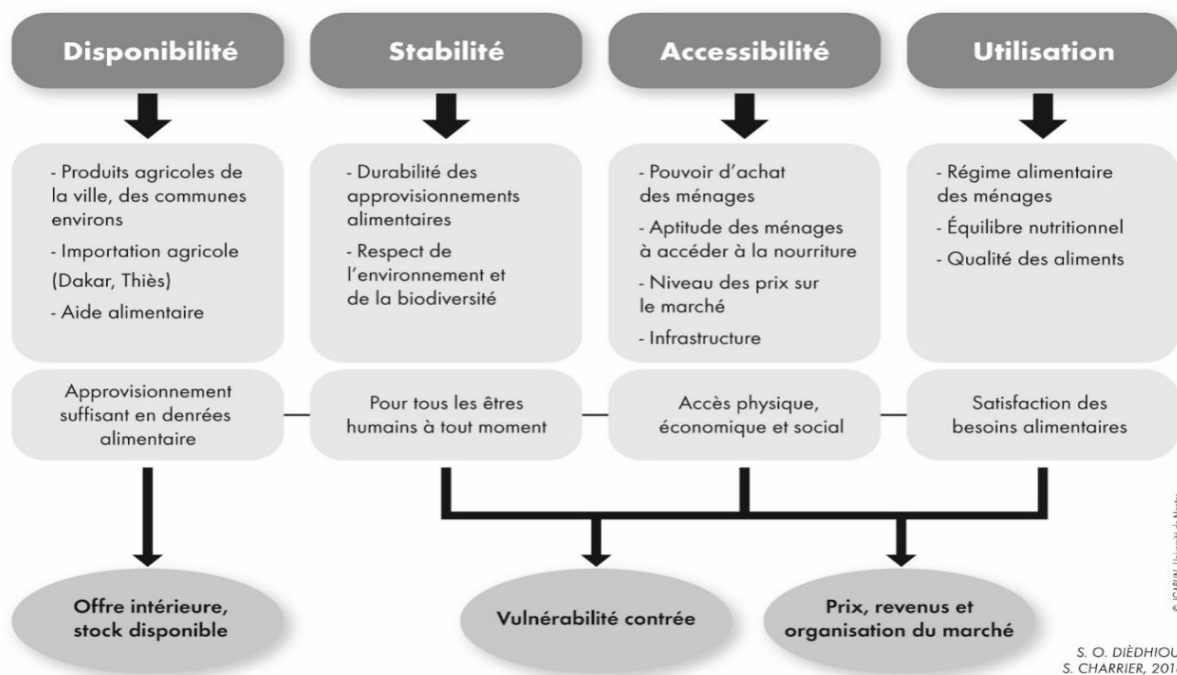 Disponibilité
Stabilité
Accessibilité
Utilisation
- Produits agricoles de
la ville, des communes
environs
- Importation agricole
(Dakar, Thiès)
- Aide alimentaire
- Durabilité des
approvisionnements
alimentaires
- Respect de
l'environnement et
de la biodiversité
- Pouvoir d'achat
des ménages
- Aptitude des ménages
à accéder à la nourriture
- Niveau des prix sur
le marché
- Infrastructure
- Régime alimentaire
des ménages
- Équilibre nutritionnel
- Qualité des aliments
Approvisionnement
suffisant en denrées
alimentaire
Pour tous les êtres
humains à tout moment
Accès physique,
économique et social
Satisfaction des
besoins alimentaires
Offre intérieure,
stock disponible
Vulnérabilité contrée
Prix, revenus et
organisation du marché
S. O. DIÈDHIOU
S. CHARRIER, 201